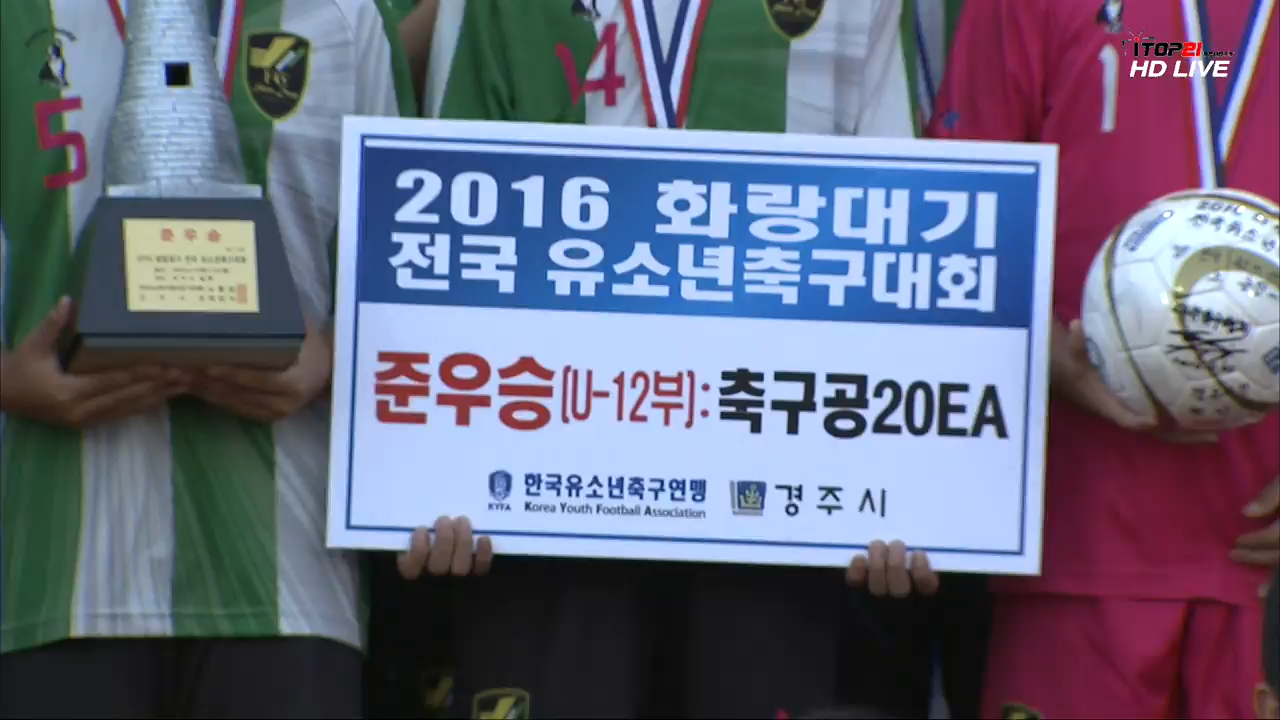 iTOP21 SPORTS
HD LIVE
5
14
1
준우승
2016 화랑대기
전국 유소년축구대회
준우승(U-12부): 축구공20EA
한국유소년축구연맹
KYFA
Korea Youth Football Association
경주시